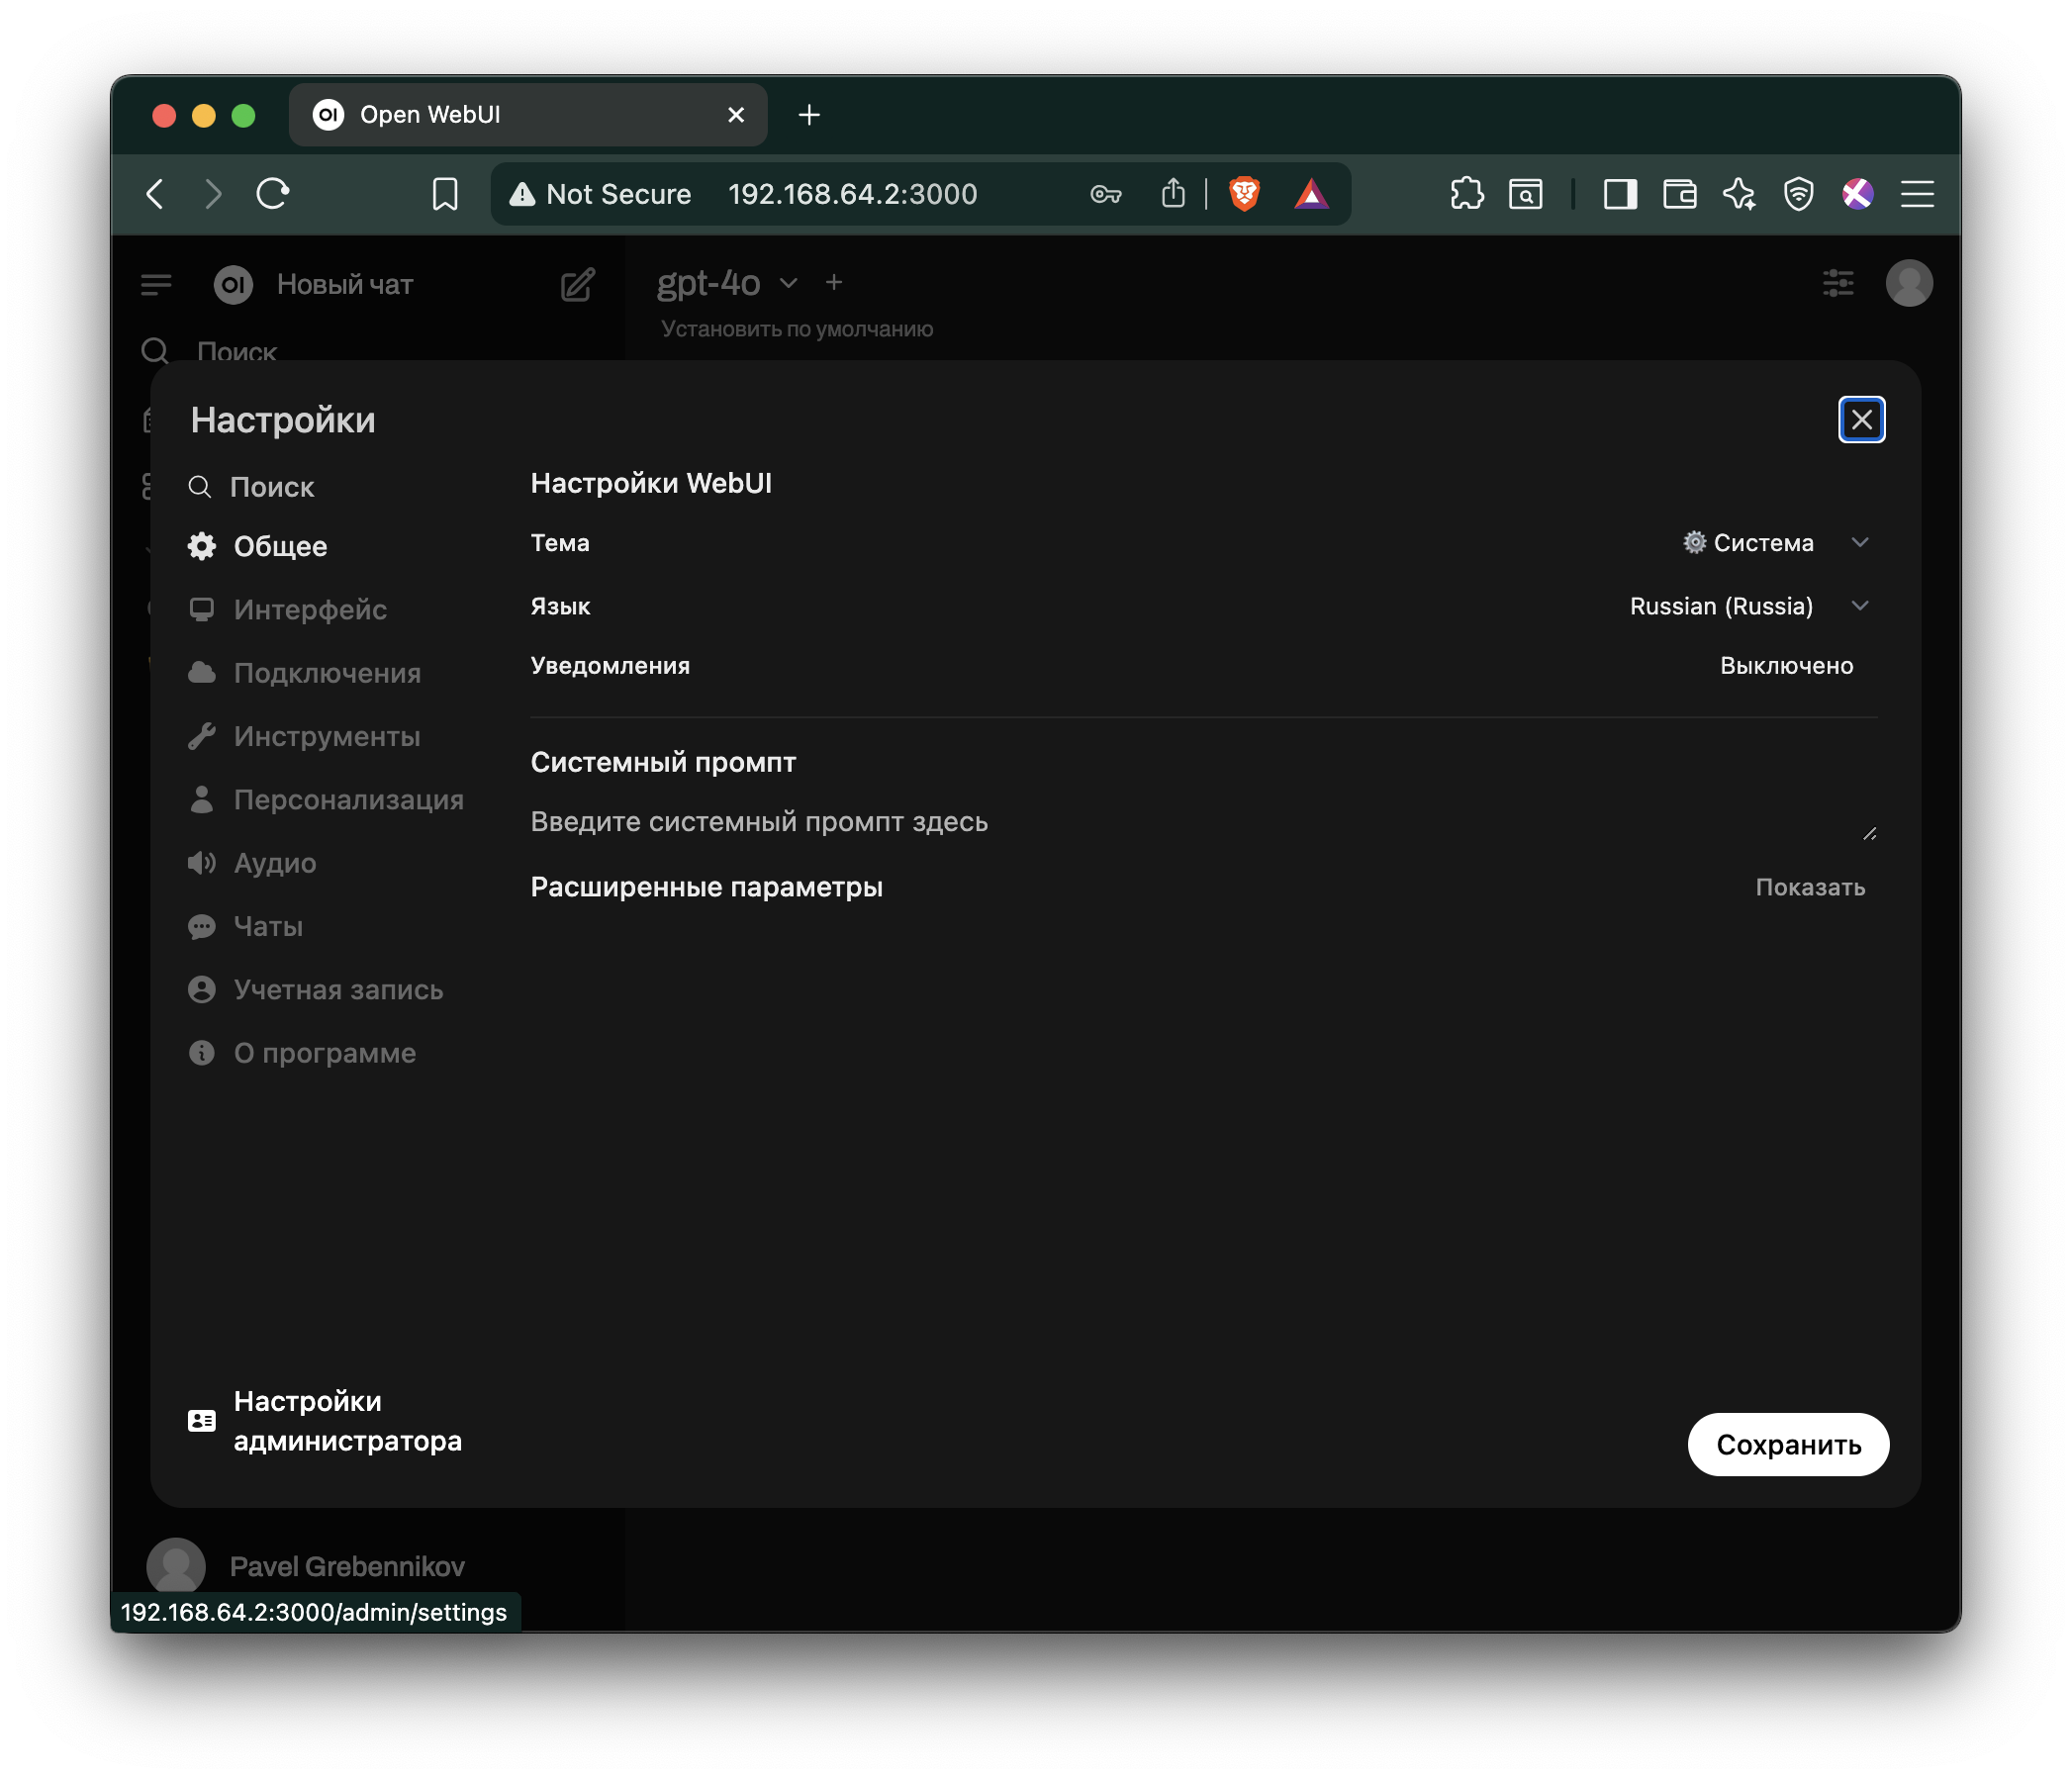 Open WebUI
Not Secure 192.168.64.2:3000
Новый чат
gpt-4o
Установить по умолчанию
Поиск
Настройки
Поиск
Общее
Интерфейс
Подключения
Инструменты
Персонализация
Аудио
Чаты
Учетная запись
О программе
Настройки
администратора
Настройки WebUI
Тема
Система
Язык
Russian (Russia)
Уведомления
Выключено
Системный промпт
Введите системный промпт здесь
Расширенные параметры
Показать
Сохранить
Pavel Grebennikov
192.168.64.2:3000/admin/settings